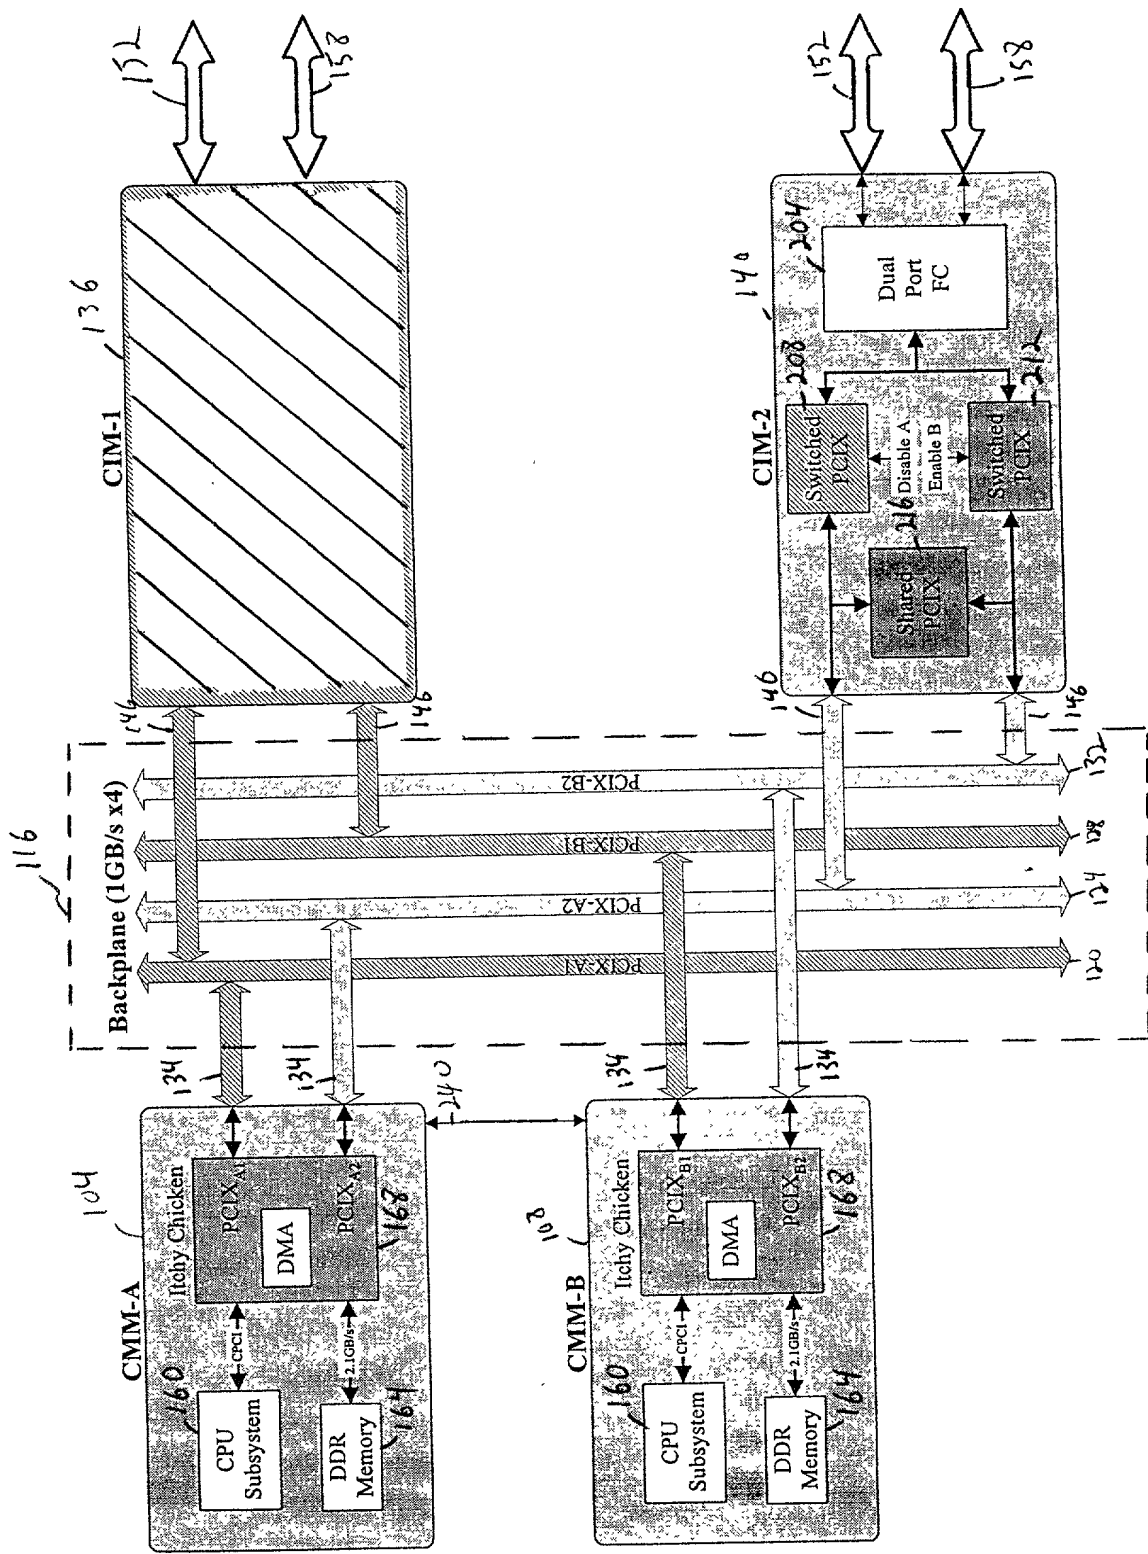 116
Backplane (1GB/s x4)
PCIX-A1
PCIX-A2
PCIX-B1
PCIX-B2
120
124
128
132
134
134
134
134
146
146
146
146
104
CMM-A
Itchy Chicken
PCIXA1
PCIXA2
DMA
168
CPCI
2.1GB/s
160
CPU
Subsystem
DDR
Memory
164
240
108
CMM-B
Itchy Chicken
PCIXB1
PCIXB2
DMA
168
CPCI
2.1GB/s
160
CPU
Subsystem
DDR
Memory
164
136
CIM-1
152
158
140
CIM-2
Shared
PCIX
216
Switched
PCIX
208
Disable A
Enable B
Switched
PCIX
212
Dual
Port
FC
204
152
158